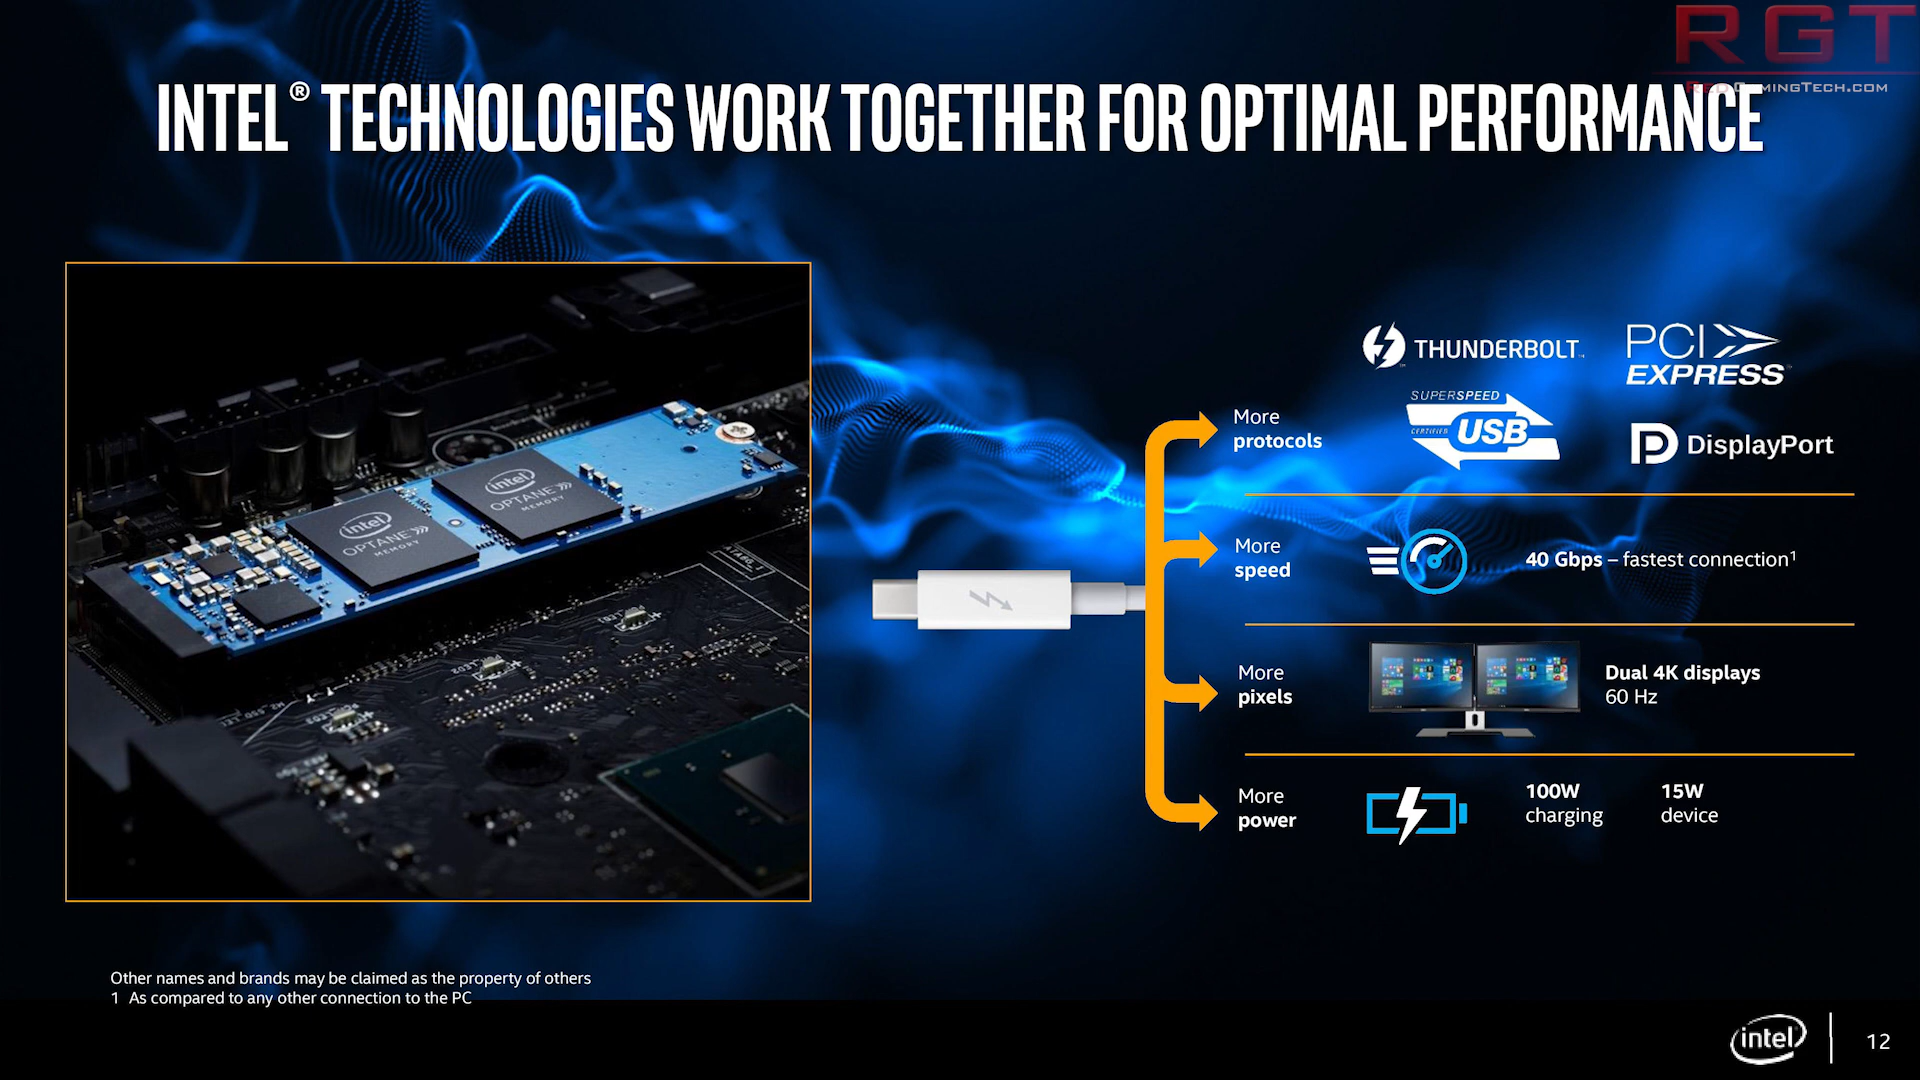 RGT
RedGamingTech.com
INTEL® TECHNOLOGIES WORK TOGETHER FOR OPTIMAL PERFORMANCE
intel
OPTANE
MEMORY
intel
OPTANE
MEMORY
THUNDERBOLT™
PCI
EXPRESS
SUPERSPEED
CERTIFIED USB
DisplayPort
More
protocols
More
speed
40 Gbps – fastest connection¹
More
pixels
Dual 4K displays
60 Hz
More
power
100W
charging
15W
device
Other names and brands may be claimed as the property of others
1 As compared to any other connection to the PC
intel
12